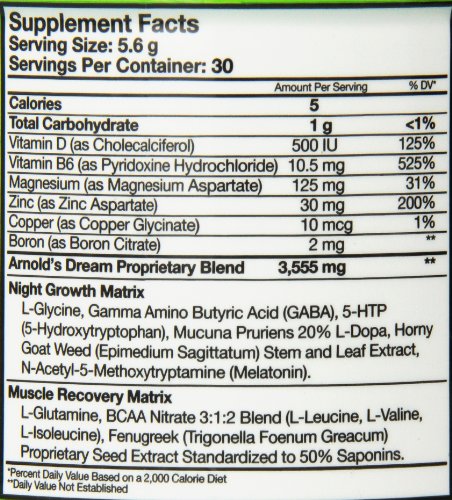 Supplement Facts
Serving Size: 5.6 g
Servings Per Container: 30
Amount Per Serving % DV*
Calories 5
Total Carbohydrate 1 g <1%
Vitamin D (as Cholecalciferol) 500 IU 125%
Vitamin B6 (as Pyridoxine Hydrochloride) 10.5 mg 525%
Magnesium (as Magnesium Aspartate) 125 mg 31%
Zinc (as Zinc Aspartate) 30 mg 200%
Copper (as Copper Glycinate) 10 mcg 1%
Boron (as Boron Citrate) 2 mg **
Arnold's Dream Proprietary Blend 3,555 mg **
Night Growth Matrix
L-Glycine, Gamma Amino Butyric Acid (GABA), 5-HTP
(5-Hydroxytryptophan), Mucuna Pruriens 20% L-Dopa, Horny
Goat Weed (Epimedium Sagittatum) Stem and Leaf Extract,
N-Acetyl-5-Methoxytryptamine (Melatonin).
Muscle Recovery Matrix
L-Glutamine, BCAA Nitrate 3:1:2 Blend (L-Leucine, L-Valine,
L-Isoleucine), Fenugreek (Trigonella Foenum Greacum)
Proprietary Seed Extract Standardized to 50% Saponins.
*Percent Daily Value Based on a 2,000 Calorie Diet
**Daily Value Not Established